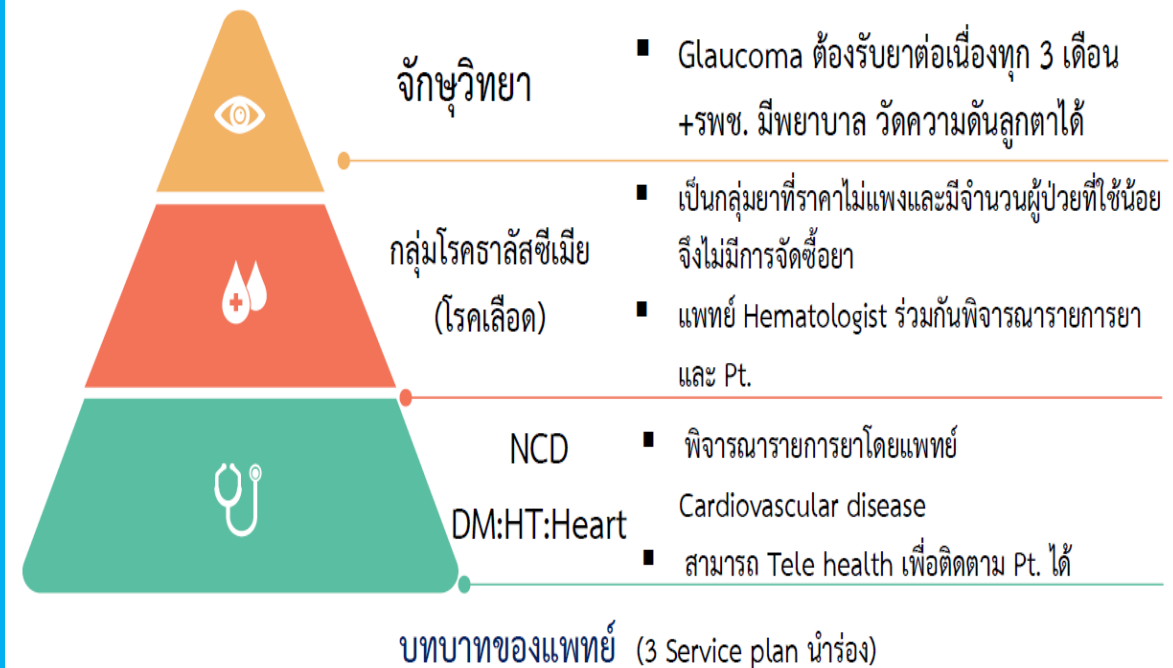 จักษุวิทยา
▪ Glaucoma ต้องรับยาต่อเนื่องทุก 3 เดือน
+รพช. มีพยาบาล วัดความดันลูกตาได้
กลุ่มโรคธาลัสซีเมีย
(โรคเลือด)
▪ เป็นกลุ่มยาที่ราคาไม่แพงและมีจำนวนผู้ป่วยที่ใช้น้อย
จึงไม่มีการจัดซื้อยา
▪ แพทย์ Hematologist ร่วมกันพิจารณารายการยา
และ Pt.
NCD
DM:HT:Heart
▪ พิจารณารายการยาโดยแพทย์
Cardiovascular disease
▪ สามารถ Tele health เพื่อติดตาม Pt. ได้
บทบาทของแพทย์ (3 Service plan นำร่อง)